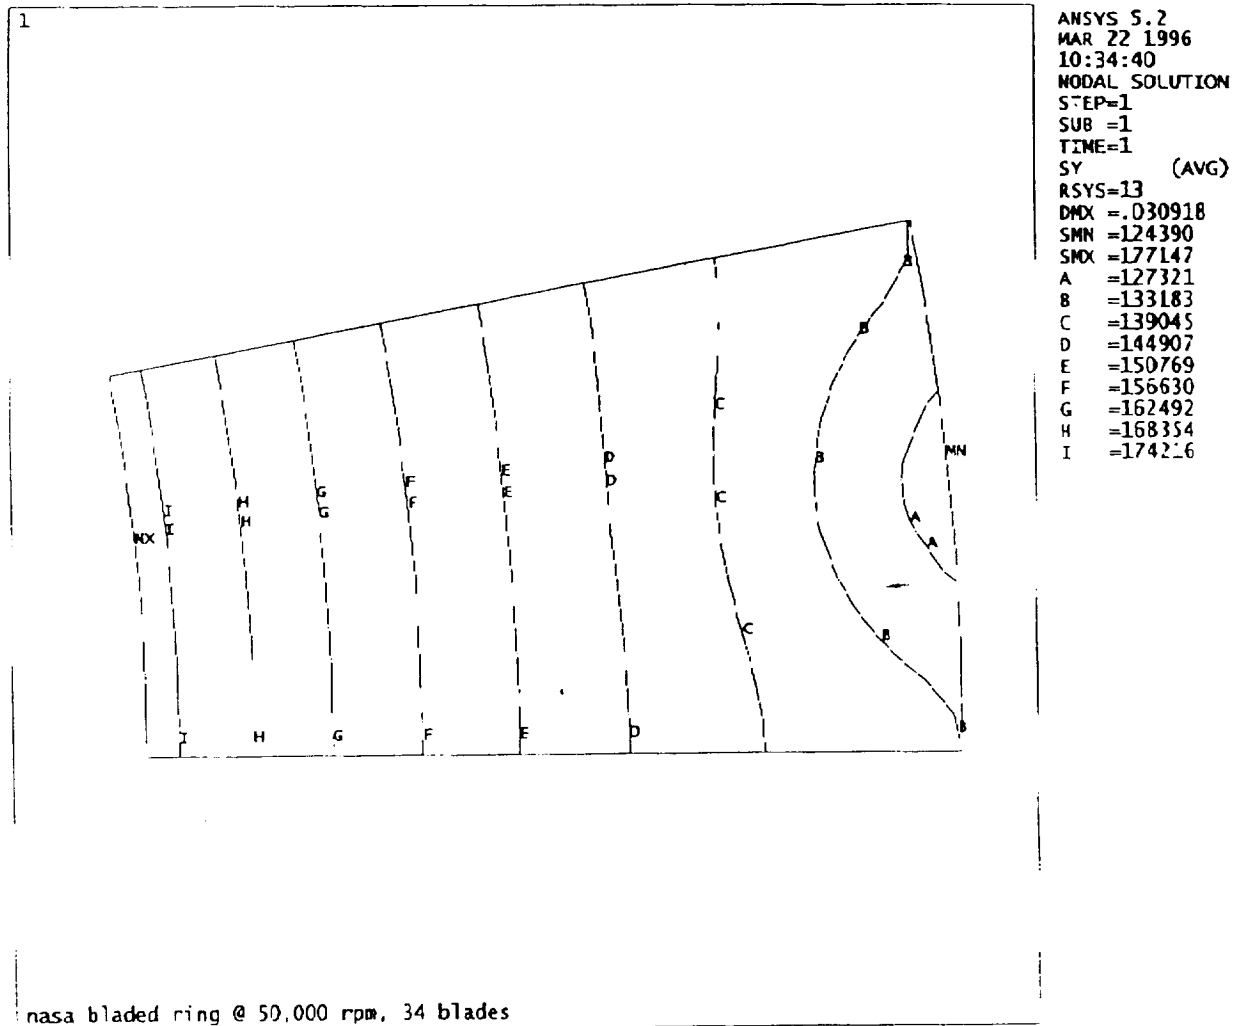 1
ANSYS 5.2
MAR 22 1996
10:34:40
NODAL SOLUTION
STEP=1
SUB =1
TIME=1
SY (AVG)
RSYS=13
DMX =.030918
SMN =124390
SMX =177147
A =127321
B =133183
C =139045
D =144907
E =150769
F =156630
G =162492
H =168354
I =174216
B
B
C
MN
D
B
E
D
F
E
G
C
H
F
I
G
A
H
I
MX
A
C
B
B
I
H
G
F
E
D
nasa bladed ring @ 50,000 rpm, 34 blades